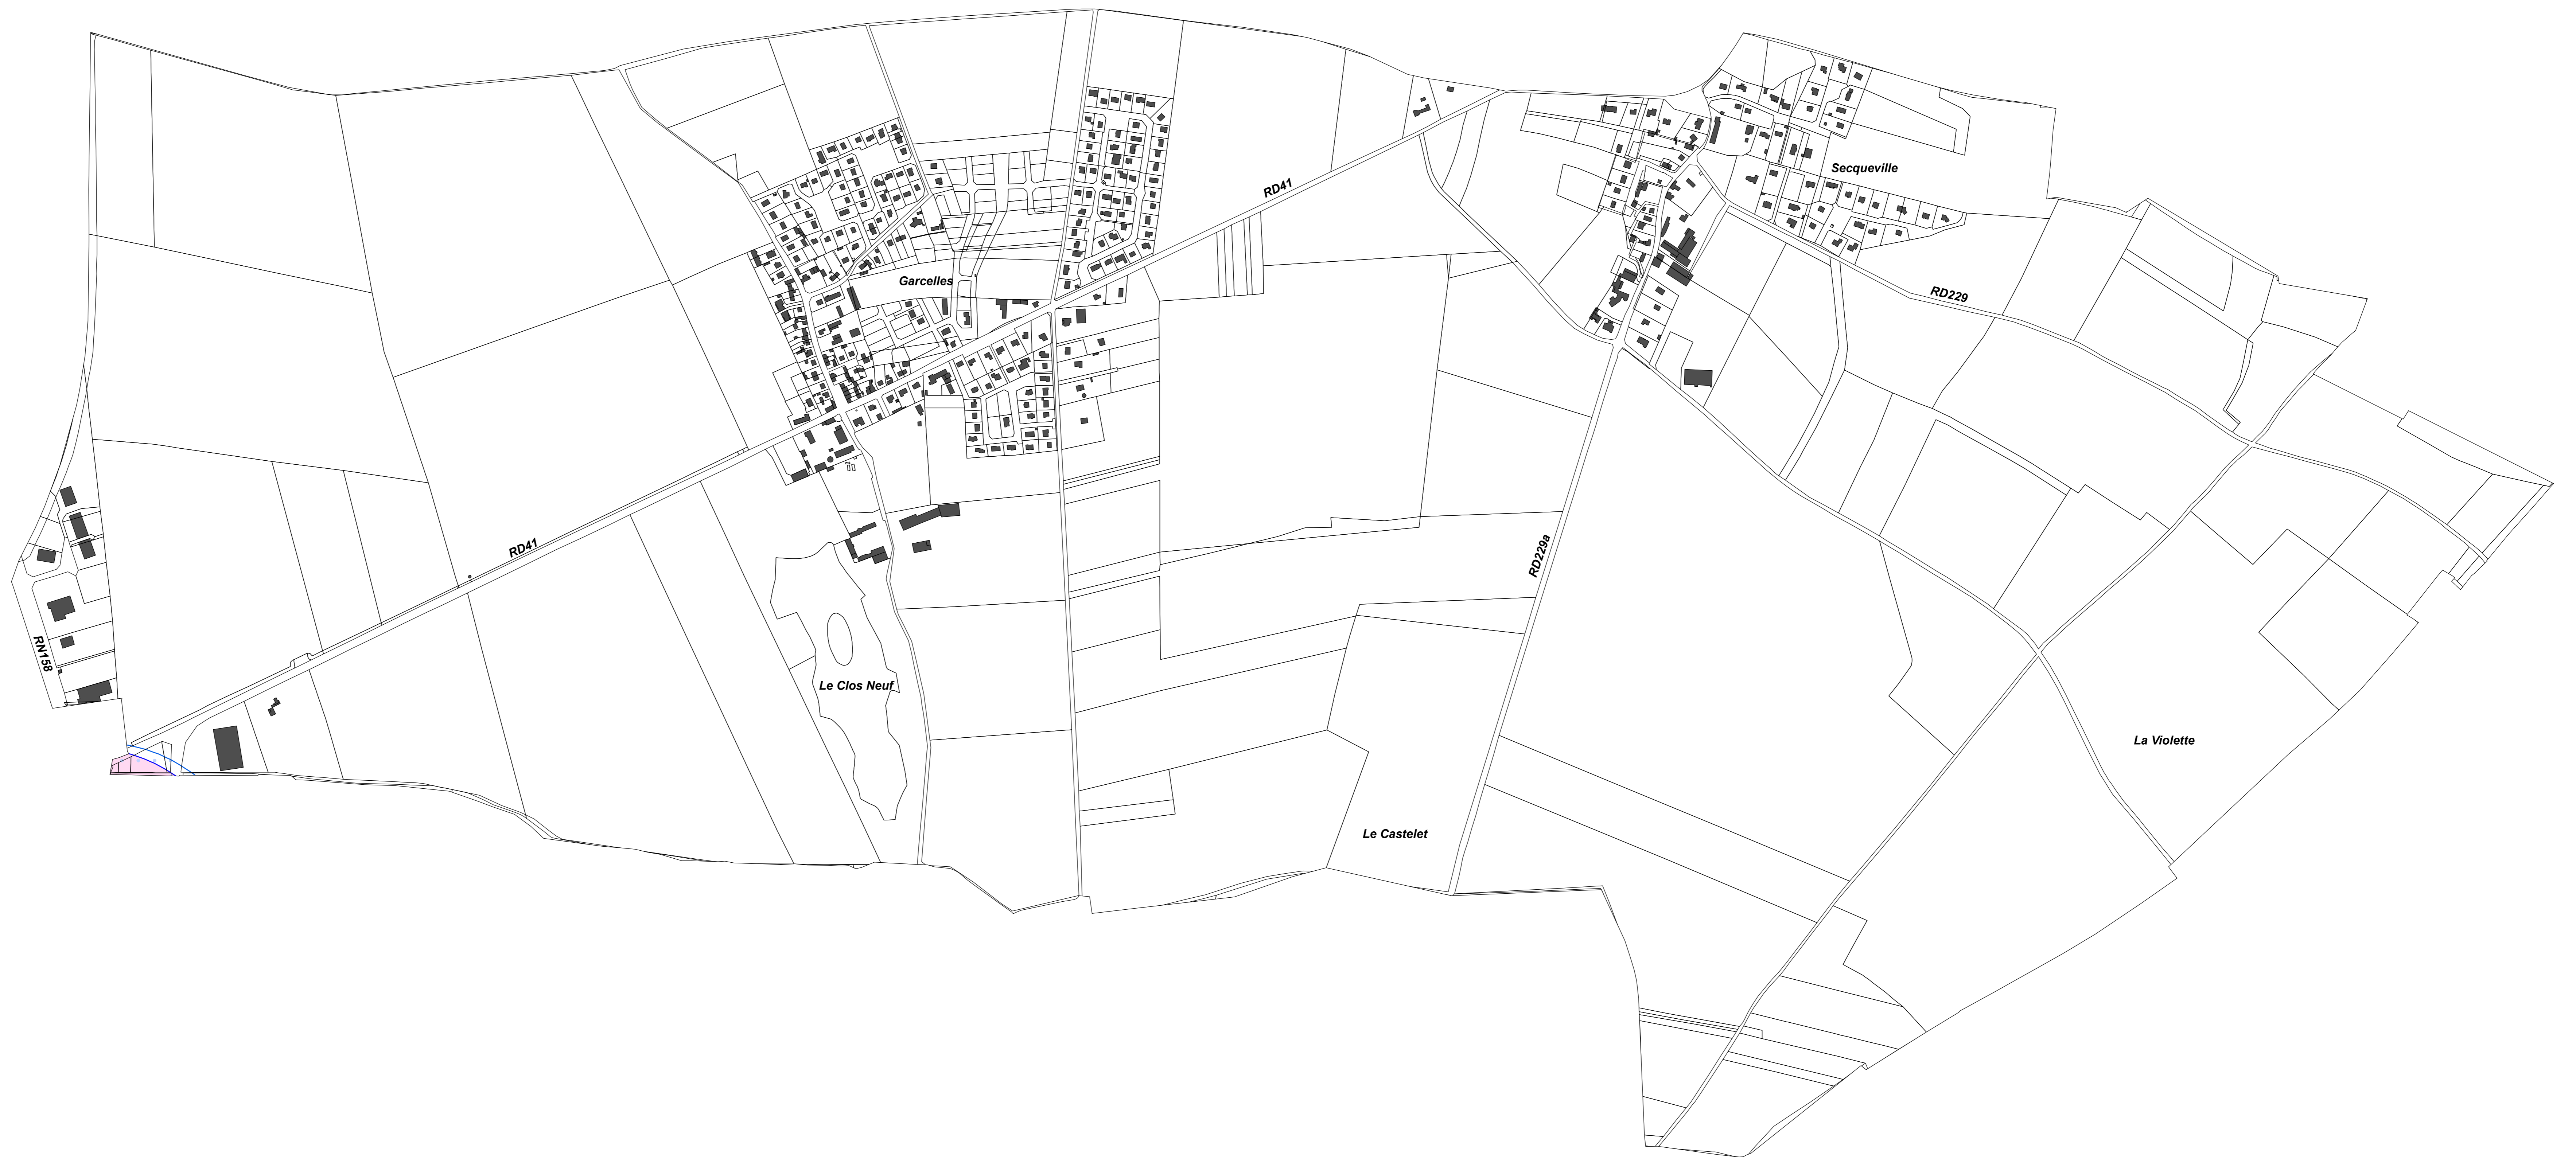 Secqueville
RD41
Garcelles
RD229
RD41
RD229a
RN158
Le Clos Neuf
La Violette
Le Castelet